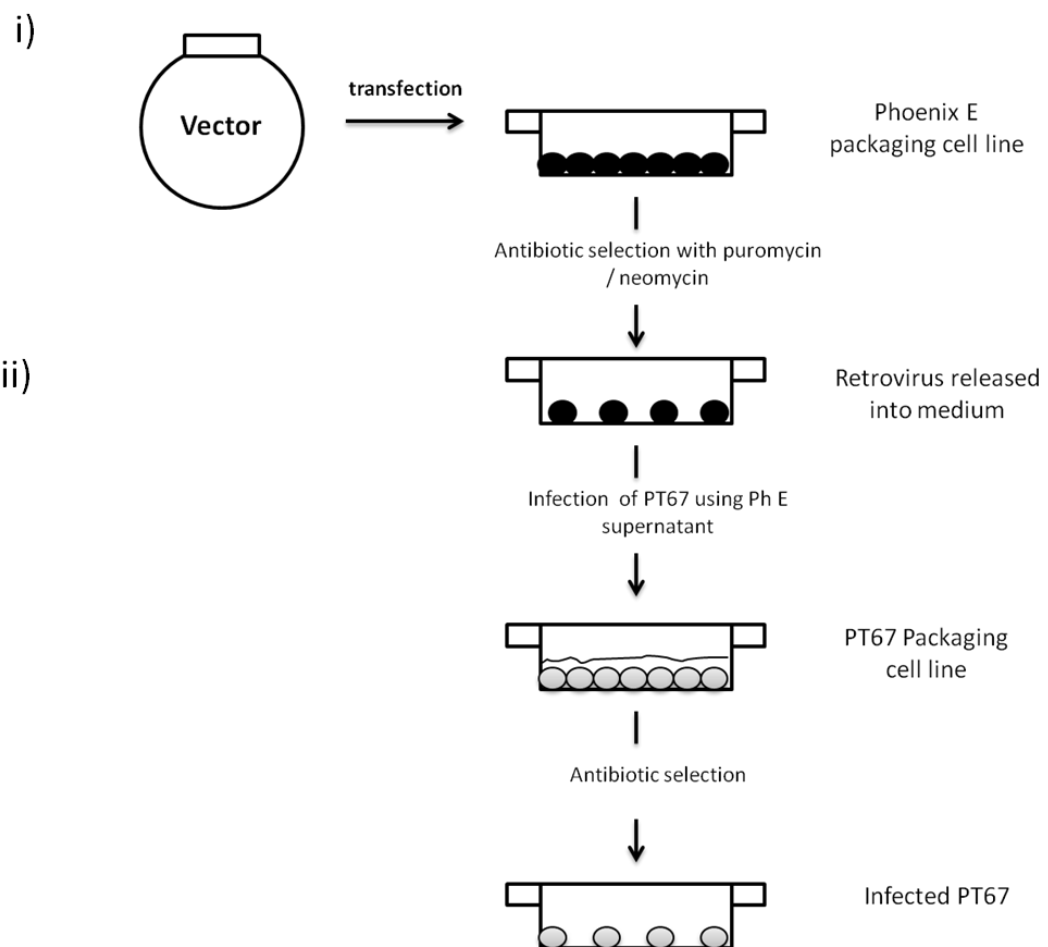 i)
Vector
transfection
Phoenix E
packaging cell line
Antibiotic selection with puromycin
/ neomycin
ii)
Retrovirus released
into medium
Infection of PT67 using Ph E
supernatant
PT67 Packaging
cell line
Antibiotic selection
Infected PT67